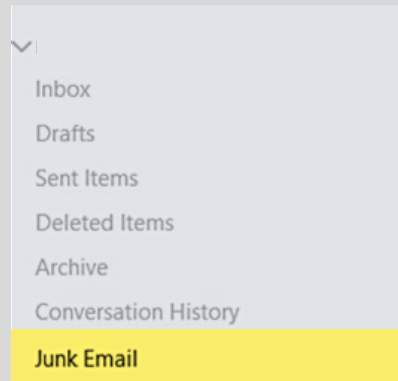 Inbox
Drafts
Sent Items
Deleted Items
Archive
Conversation History
Junk Email